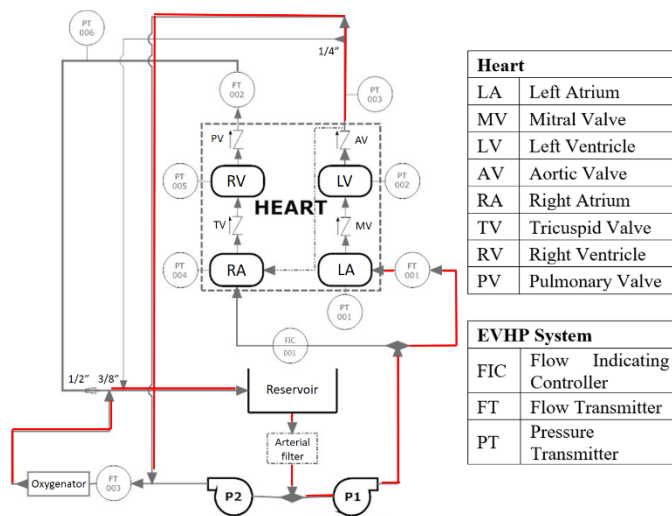 PT
006
1/4"
FT
002
PT
003
PV
AV
PT
005
RV
LV
PT
002
HEART
TV
MV
PT
004
RA
LA
FT
001
PT
001
FIC
001
1/2"
3/8"
Reservoir
Arterial
filter
Oxygenator
FT
003
P2
P1
Heart
LA Left Atrium
MV Mitral Valve
LV Left Ventricle
AV Aortic Valve
RA Right Atrium
TV Tricuspid Valve
RV Right Ventricle
PV Pulmonary Valve
EVHP System
FIC Flow Indicating
Controller
FT Flow Transmitter
PT Pressure
Transmitter